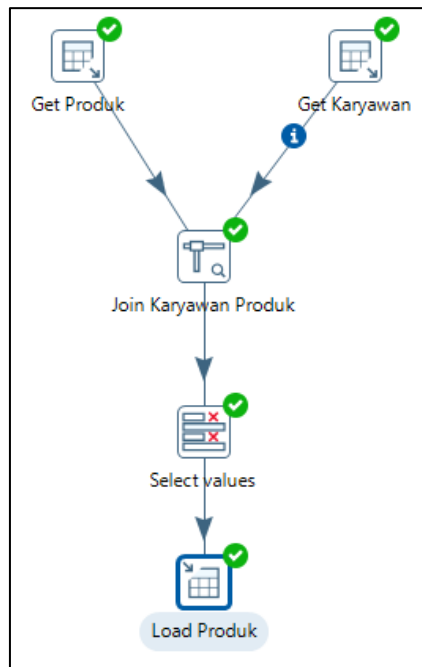 Get Produk
Get Karyawan
Join Karyawan Produk
Select values
Load Produk